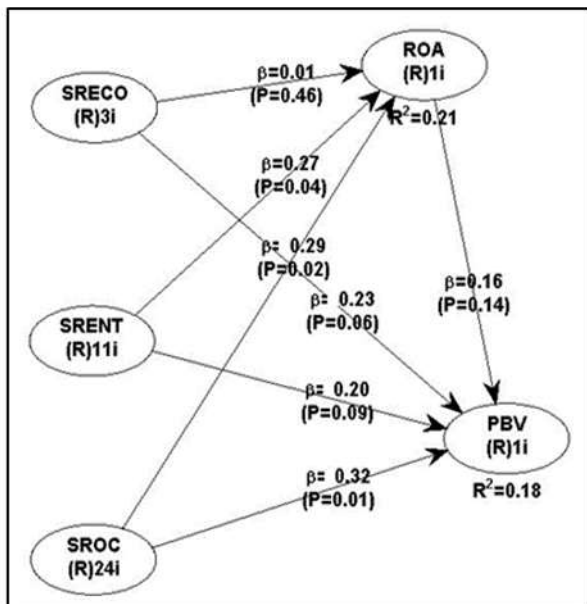 ROA
(R)1i
R²=0.21
β=0.01
(P=0.46)
SRECO
(R)3i
β=0.27
(P=0.04)
β= 0.29
(P=0.02)
β=0.16
(P=0.14)
β= 0.23
(P=0.06)
SRENT
(R)11i
β= 0.20
(P=0.09)
PBV
(R)1i
R²=0.18
β= 0.32
(P=0.01)
SROC
(R)24i